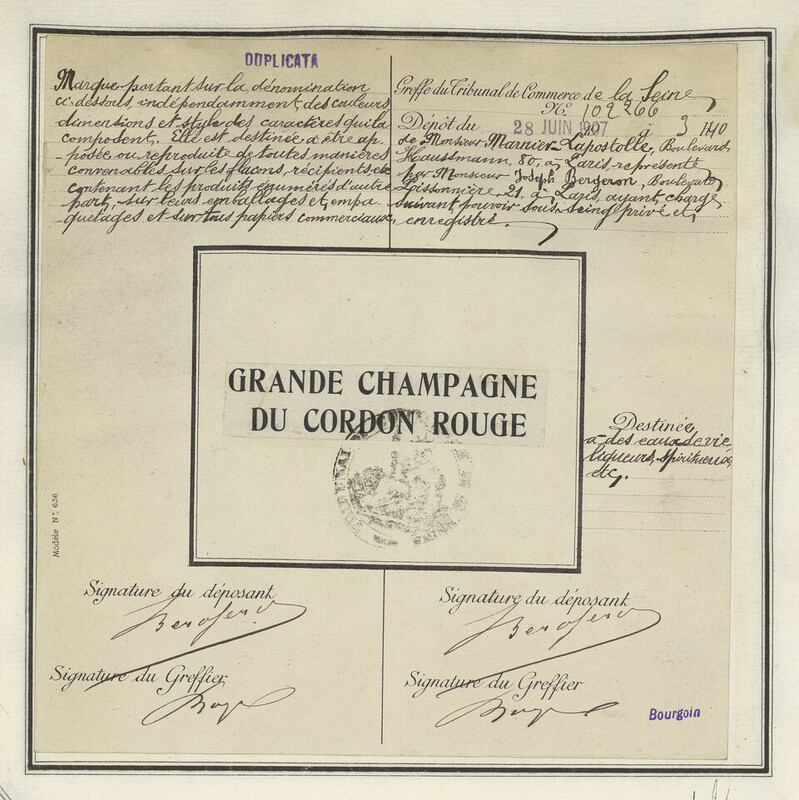 DUPLICATA
Marque portant sur la dénomination
ci-dessous, indépendamment des couleurs
dimensions et style des caractères qui la
composent. Elle est destinée à être ap-
-posée ou reproduite de toutes manières
convenables sur les flacons, récipients etc
contenant les produits énumérés d'autre
part, sur leurs emballages et empa-
quetages et sur tous papiers commerciaux.
Greffe du Tribunal de Commerce de la Seine
N° 102266
Dépôt du 28 JUIN 1907 à 3 h 40
de Monsieur Marnier-Lapostolle, Boulevard
Haussmann, 80, à Paris, représenté
par Monsieur Joseph Bergeron, Boulevard
Poissonnière 21, à Paris, ayant charge
suivant pouvoir sous-seing privé et
enregistré.
GRANDE CHAMPAGNE
DU CORDON ROUGE
Destinée
à des eaux de vie,
liqueurs, spiritueux,
etc.
Modèle N° 636
Signature du déposant
Signature du Greffier
Signature du déposant
Signature du Greffier
Bourgoin